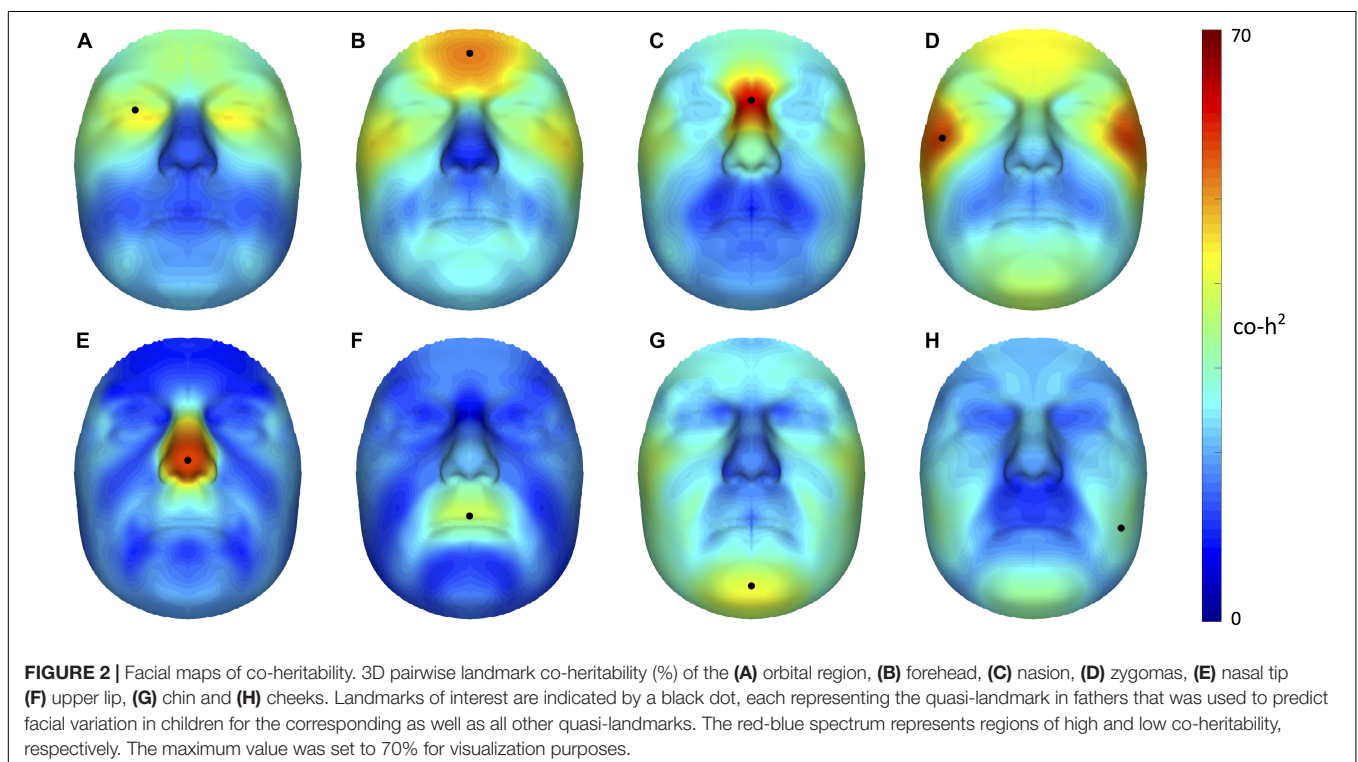 A B C D 70
co-h²
E F G H
0
FIGURE 2 | Facial maps of co-heritability. 3D pairwise landmark co-heritability (%) of the (A) orbital region, (B) forehead, (C) nasion, (D) zygomas, (E) nasal tip
(F) upper lip, (G) chin and (H) cheeks. Landmarks of interest are indicated by a black dot, each representing the quasi-landmark in fathers that was used to predict
facial variation in children for the corresponding as well as all other quasi-landmarks. The red-blue spectrum represents regions of high and low co-heritability,
respectively. The maximum value was set to 70% for visualization purposes.